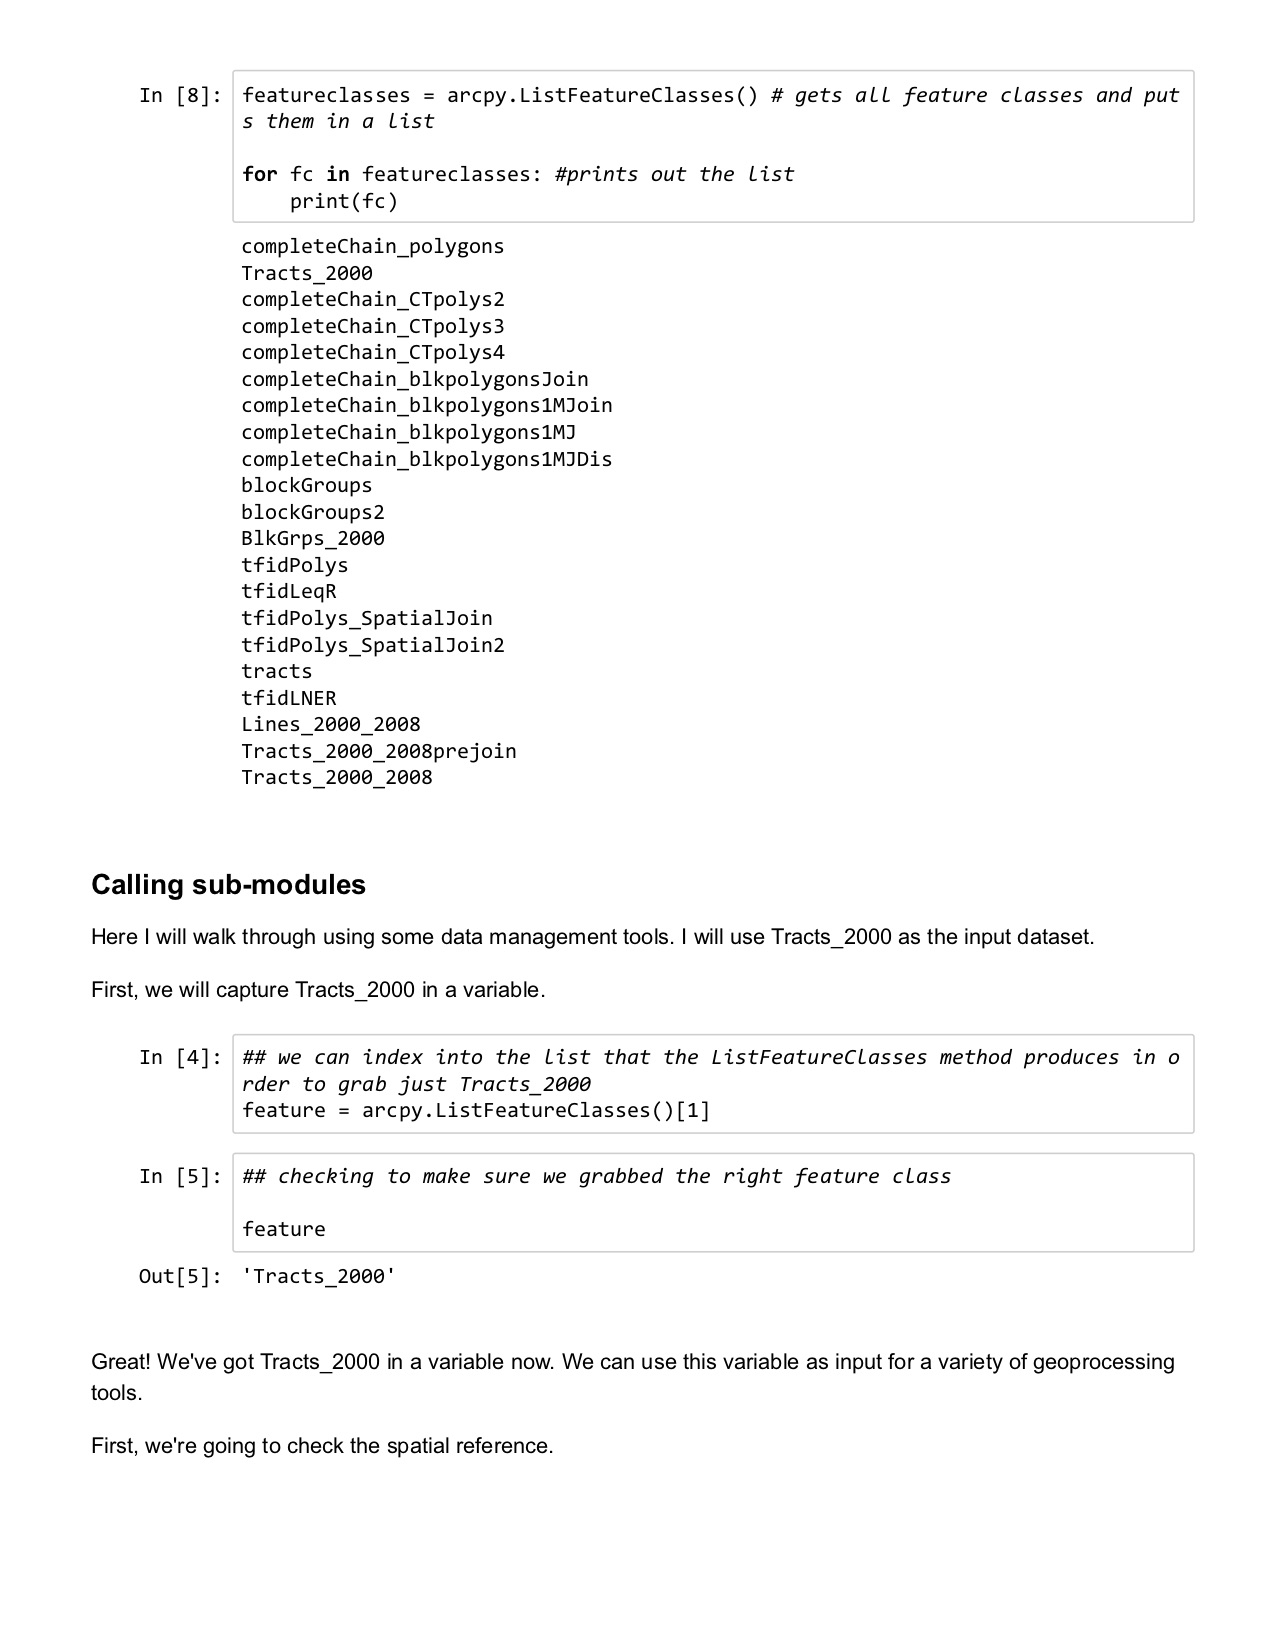 In [8]: featureclasses = arcpy.ListFeatureClasses() # gets all feature classes and put
s them in a list
for fc in featureclasses: #prints out the list
    print(fc)
completeChain_polygons
Tracts_2000
completeChain_CTpolys2
completeChain_CTpolys3
completeChain_CTpolys4
completeChain_blkpolygonsJoin
completeChain_blkpolygons1MJoin
completeChain_blkpolygons1MJ
completeChain_blkpolygons1MJDis
blockGroups
blockGroups2
BlkGrps_2000
tfidPolys
tfidLeqR
tfidPolys_SpatialJoin
tfidPolys_SpatialJoin2
tracts
tfidLNER
Lines_2000_2008
Tracts_2000_2008prejoin
Tracts_2000_2008
Calling sub-modules
Here I will walk through using some data management tools. I will use Tracts_2000 as the input dataset.
First, we will capture Tracts_2000 in a variable.
In [4]: ## we can index into the list that the ListFeatureClasses method produces in o
rder to grab just Tracts_2000
feature = arcpy.ListFeatureClasses()[1]
In [5]: ## checking to make sure we grabbed the right feature class
feature
Out[5]: 'Tracts_2000'
Great! We've got Tracts_2000 in a variable now. We can use this variable as input for a variety of geoprocessing
tools.
First, we're going to check the spatial reference.